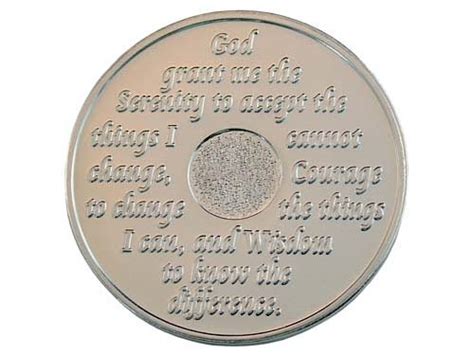 God
grant me the
Serenity to accept the
things I cannot
change, Courage
to change the things
I can, and Wisdom
to know the
difference.